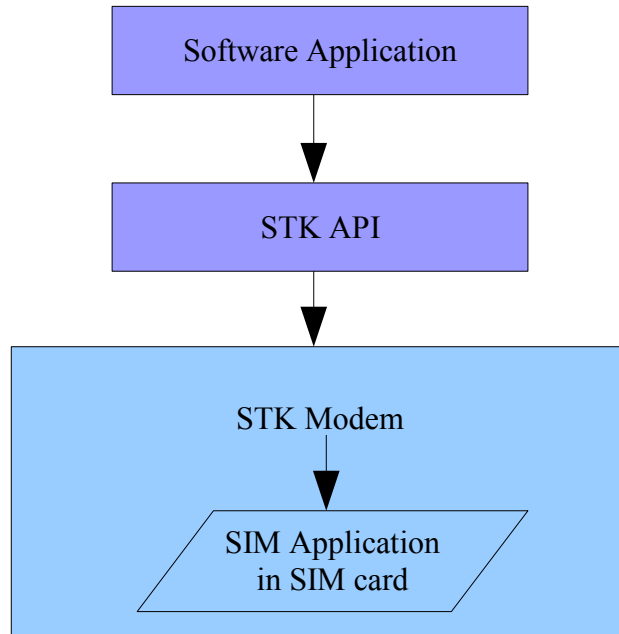 Software Application
STK API
STK Modem
SIM Application
in SIM card